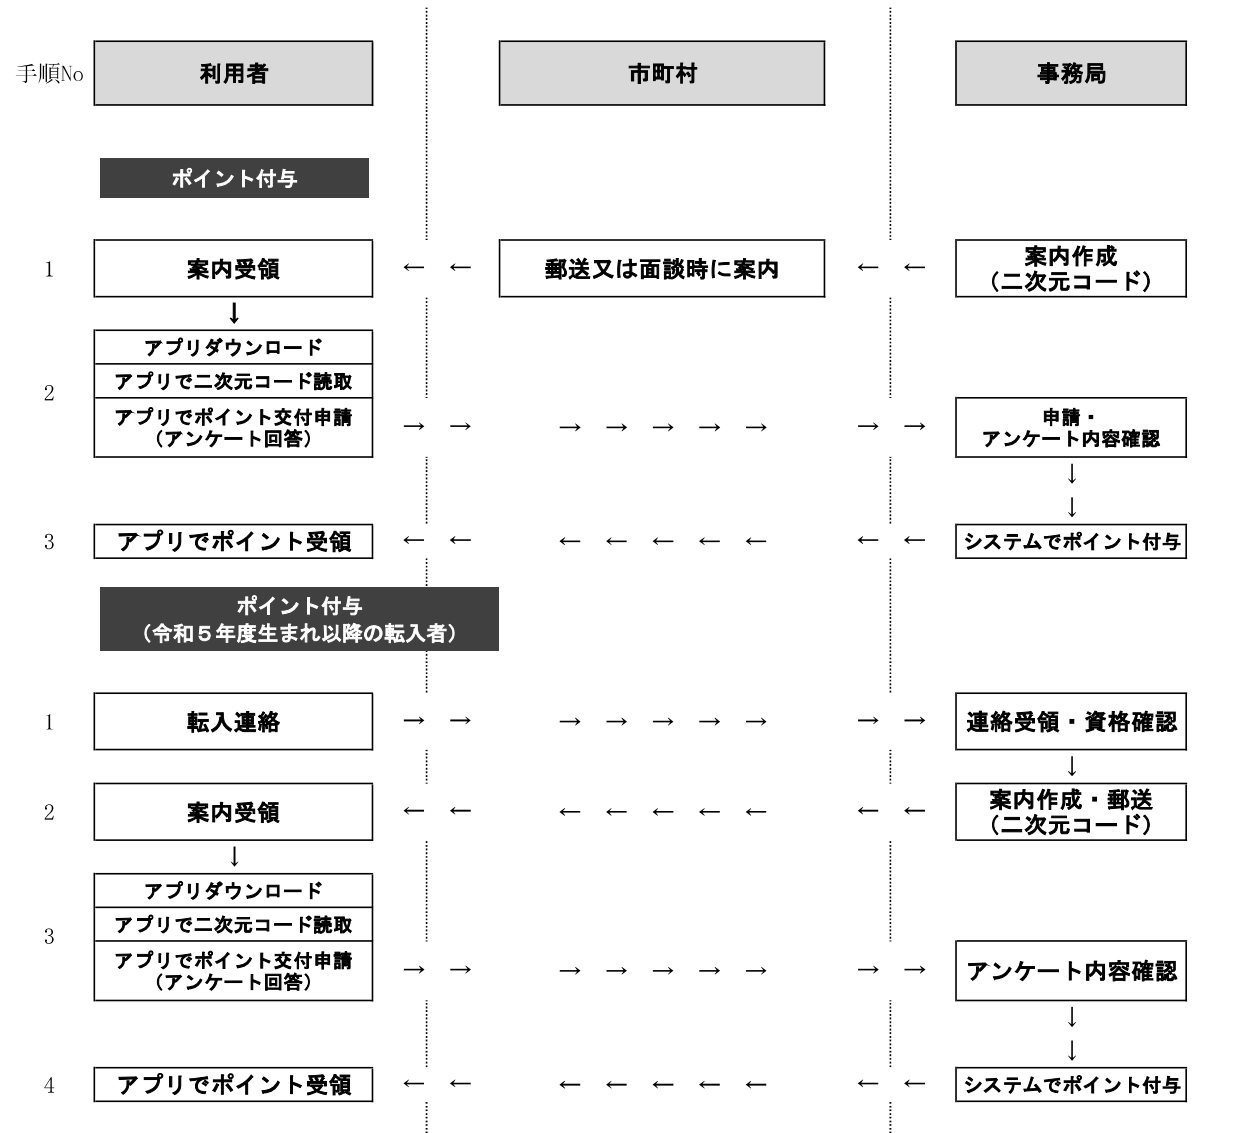 手順No
利用者
市町村
事務局
ポイント付与
1
案内受領
← ←
郵送又は面談時に案内
← ←
案内作成
（二次元コード）
↓
2
アプリダウンロード
アプリで二次元コード読取
アプリでポイント交付申請
（アンケート回答）
→ →
→ → → → →
→ →
申請・
アンケート内容確認
↓
↓
3
アプリでポイント受領
← ←
← ← ← ← ←
← ←
システムでポイント付与
ポイント付与
（令和５年度生まれ以降の転入者）
1
転入連絡
→ →
→ → → → →
→ →
連絡受領・資格確認
↓
2
案内受領
← ←
← ← ← ← ←
← ←
案内作成・郵送
（二次元コード）
↓
3
アプリダウンロード
アプリで二次元コード読取
アプリでポイント交付申請
（アンケート回答）
→ →
→ → → → →
→ →
アンケート内容確認
↓
↓
4
アプリでポイント受領
← ←
← ← ← ← ←
← ←
システムでポイント付与